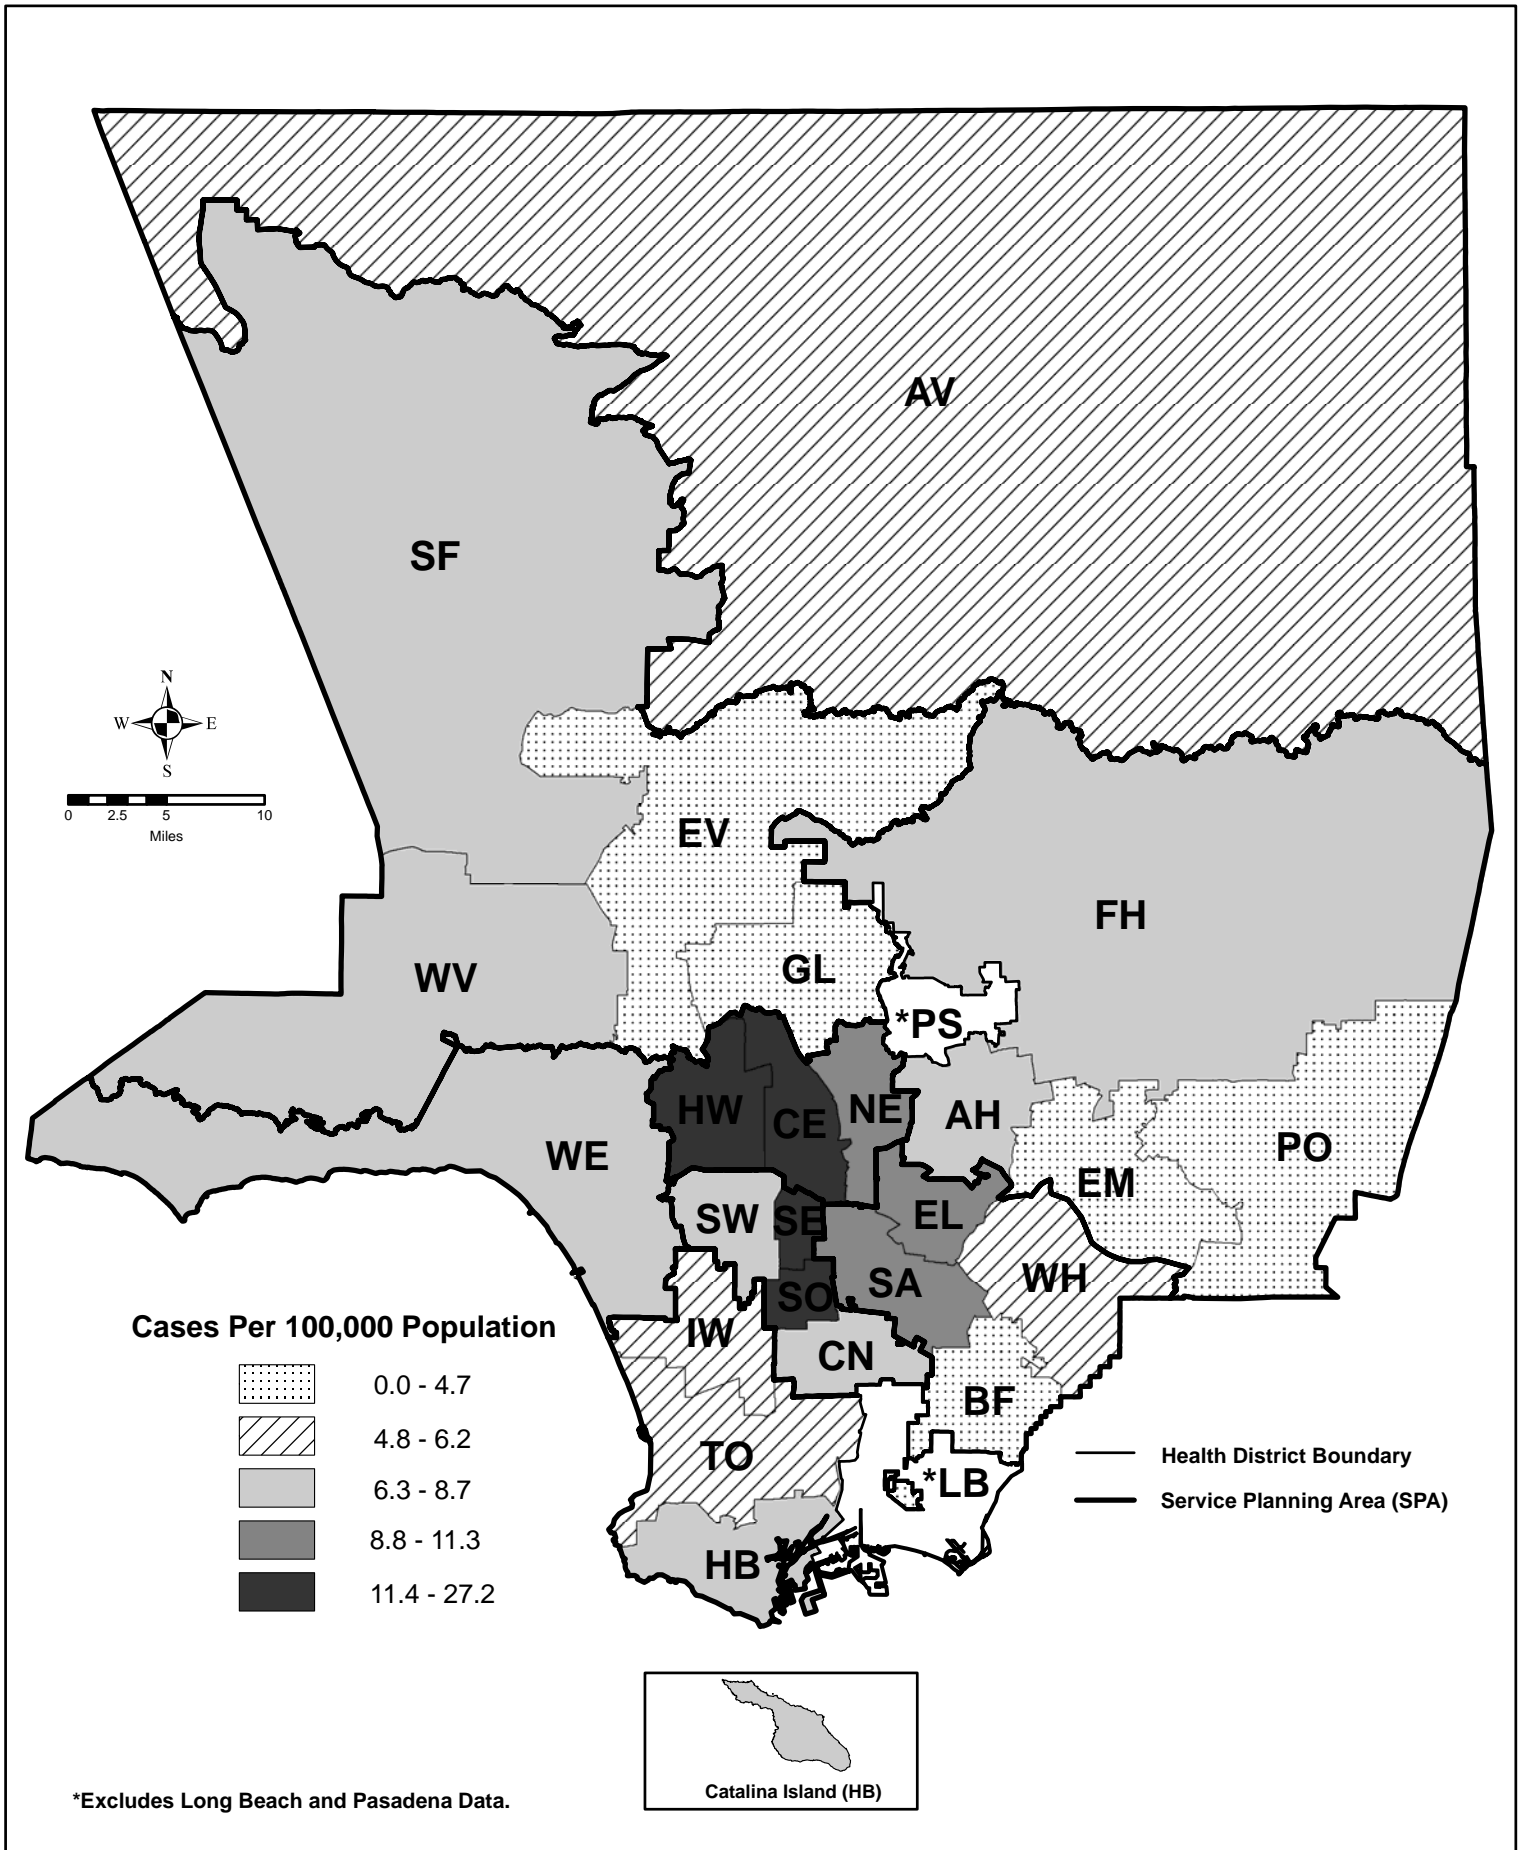 AV
SF
N
W E
S
0 2.5 5 10
Miles
EV
FH
GL
WV
*PS
HW
CE
NE
AH
PO
WE
EM
SW
SE
EL
SA
WH
SO
IW
CN
BF
TO
*LB
HB
Cases Per 100,000 Population
0.0 - 4.7
4.8 - 6.2
6.3 - 8.7
8.8 - 11.3
11.4 - 27.2
Health District Boundary
Service Planning Area (SPA)
Catalina Island (HB)
*Excludes Long Beach and Pasadena Data.